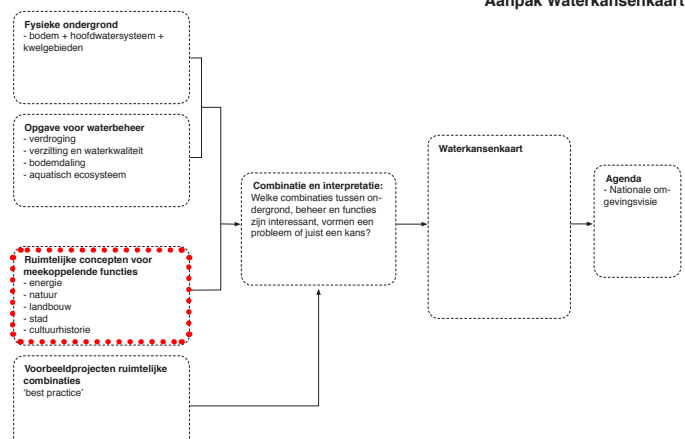 Aanpak Waterkansenkaart
Fysieke ondergrond
- bodem + hoofdwatersysteem +
kwelgebieden
Opgave voor waterbeheer
- verdroging
- verzilting en waterkwaliteit
- bodemdaling
- aquatisch ecosysteem
Ruimtelijke concepten voor
meekoppelende functies
- energie
- natuur
- landbouw
- stad
- cultuurhistorie
Voorbeeldprojecten ruimtelijke
combinaties
'best practice'
Combinatie en interpretatie:
Welke combinaties tussen on-
dergrond, beheer en functies
zijn interessant, vormen een
probleem of juist een kans?
Waterkansenkaart
Agenda
- Nationale om-
gevingsvisie